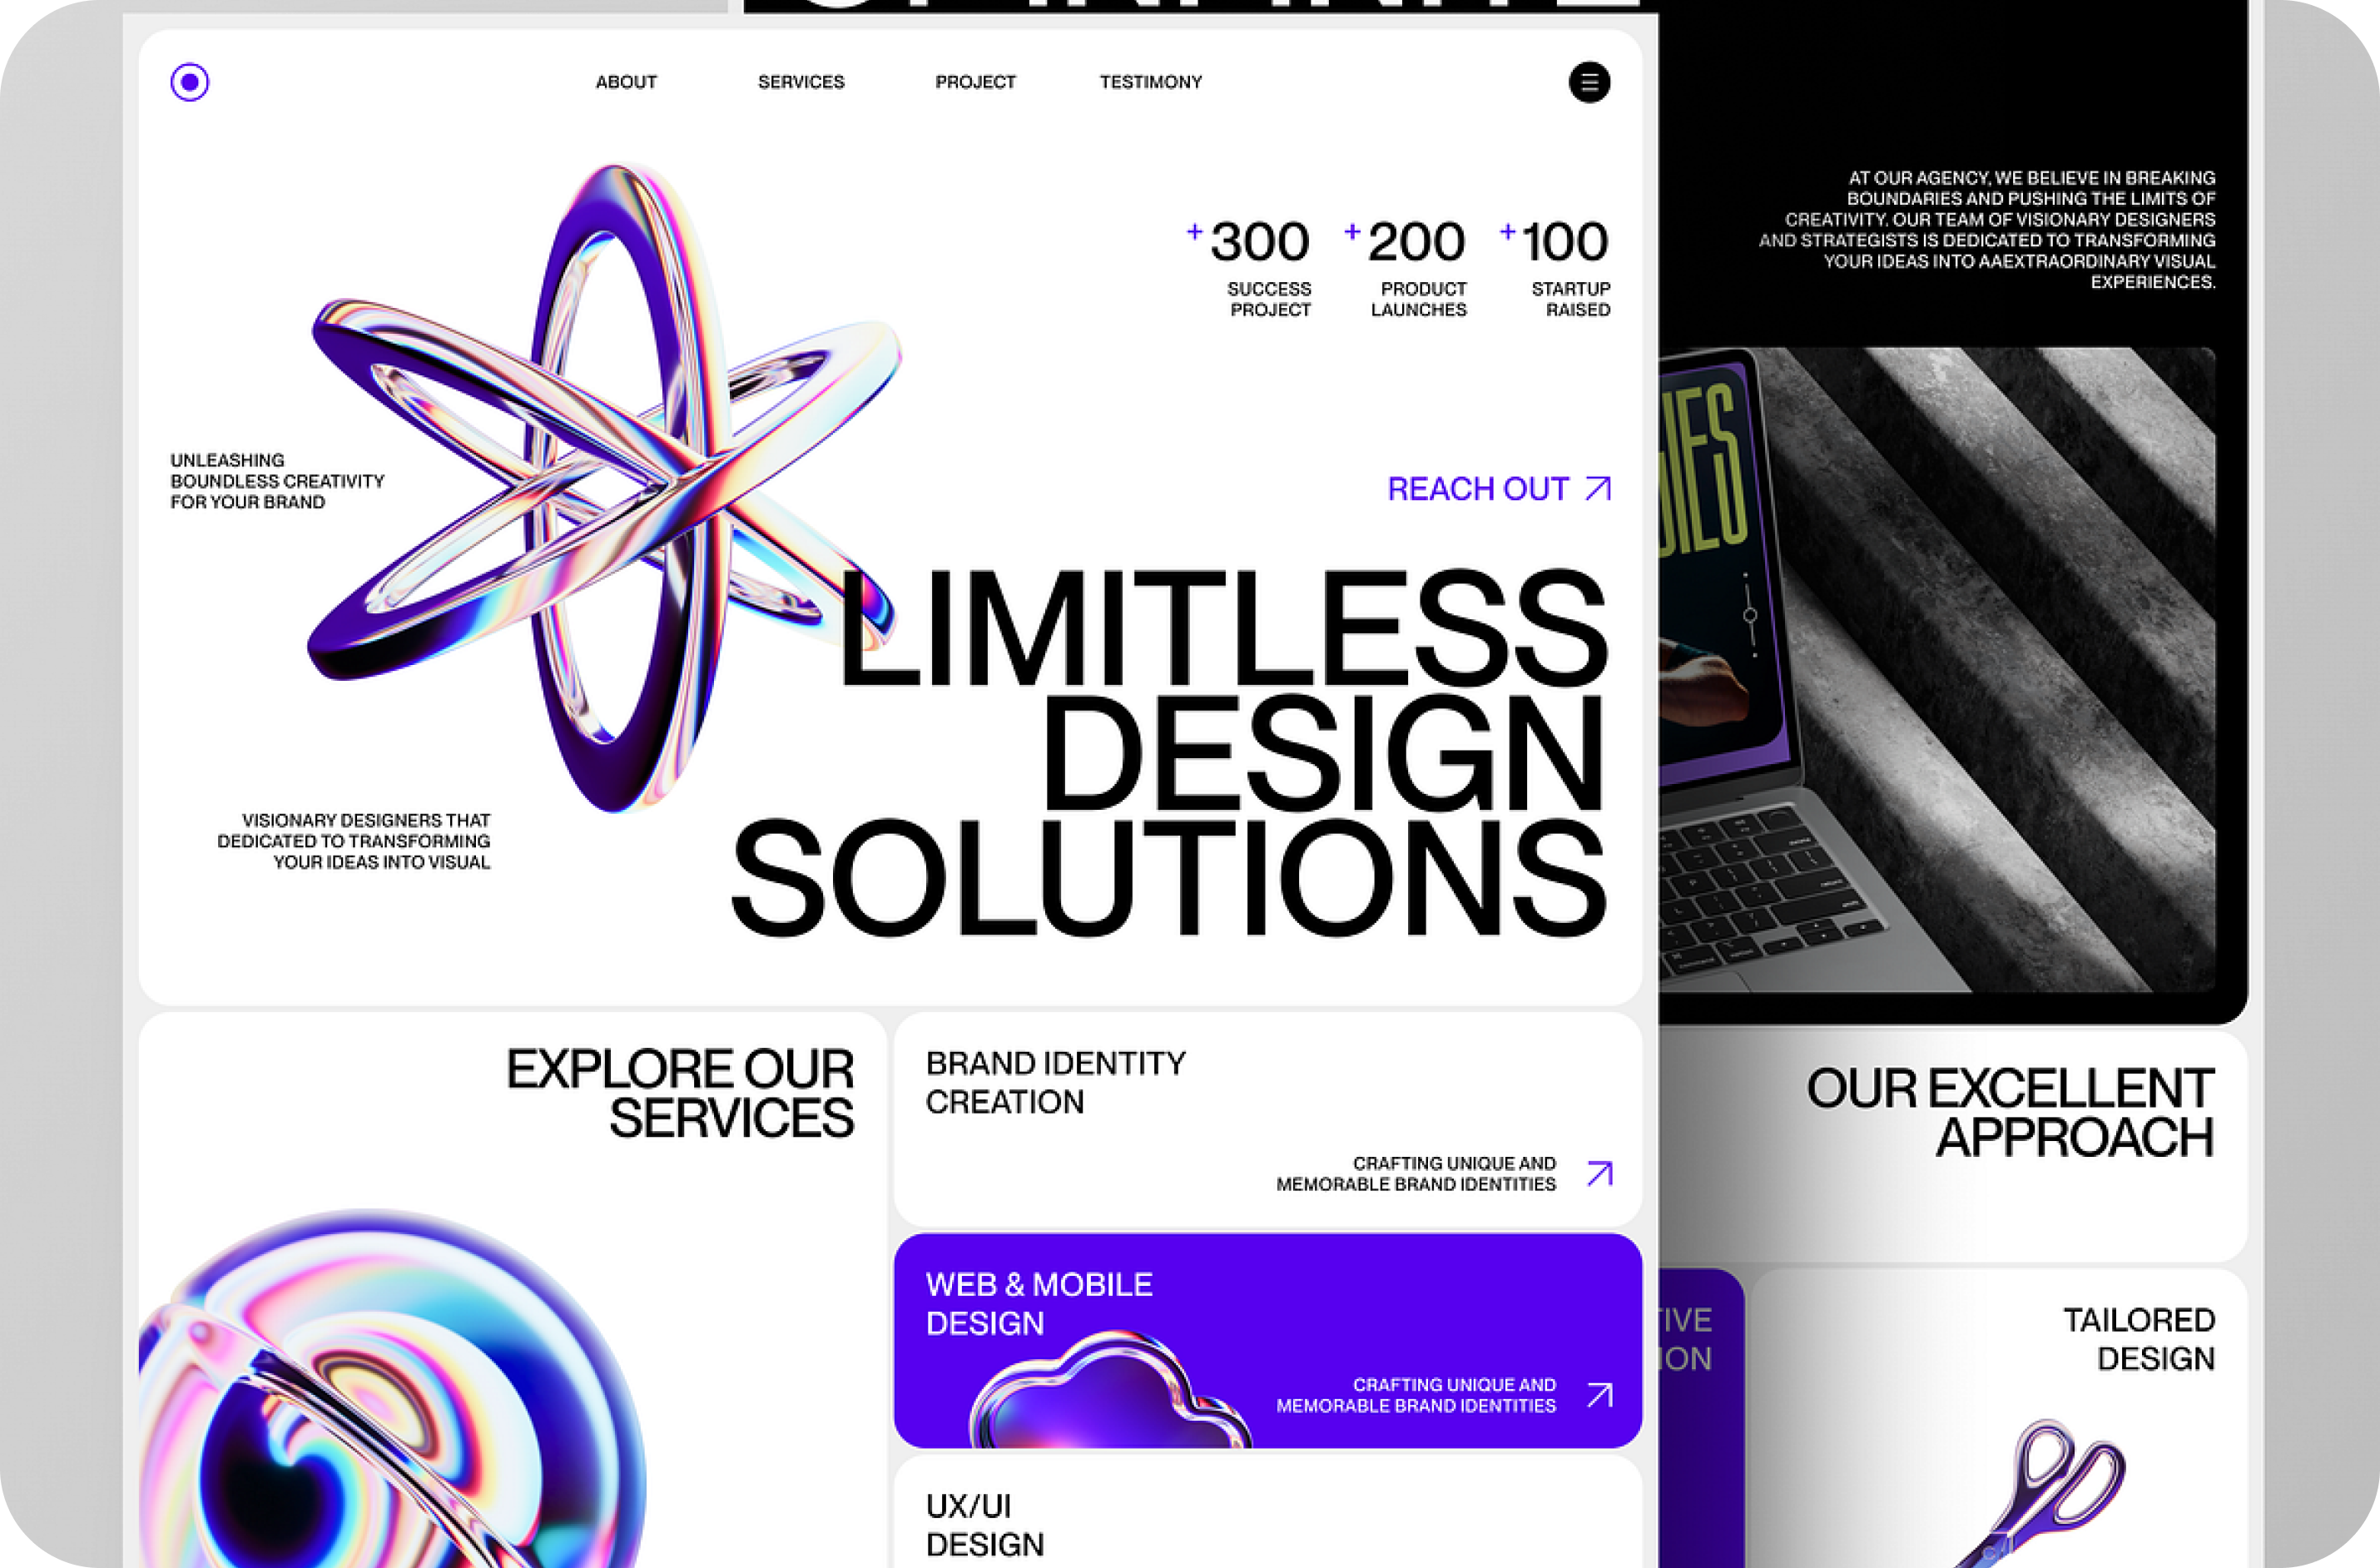 ABOUT
SERVICES
PROJECT
TESTIMONY
+300
SUCCESS
PROJECT
+200
PRODUCT
LAUNCHES
+100
STARTUP
RAISED
UNLEASHING
BOUNDLESS CREATIVITY
FOR YOUR BRAND
REACH OUT
LIMITLESS
DESIGN
SOLUTIONS
VISIONARY DESIGNERS THAT
DEDICATED TO TRANSFORMING
YOUR IDEAS INTO VISUAL
EXPLORE OUR
SERVICES
BRAND IDENTITY
CREATION
CRAFTING UNIQUE AND
MEMORABLE BRAND IDENTITIES
WEB & MOBILE
DESIGN
CRAFTING UNIQUE AND
MEMORABLE BRAND IDENTITIES
UX/UI
DESIGN
AT OUR AGENCY, WE BELIEVE IN BREAKING
BOUNDARIES AND PUSHING THE LIMITS OF
CREATIVITY. OUR TEAM OF VISIONARY DESIGNERS
AND STRATEGISTS IS DEDICATED TO TRANSFORMING
YOUR IDEAS INTO AAEXTRAORDINARY VISUAL
EXPERIENCES.
OUR EXCELLENT
APPROACH
TAILORED
DESIGN